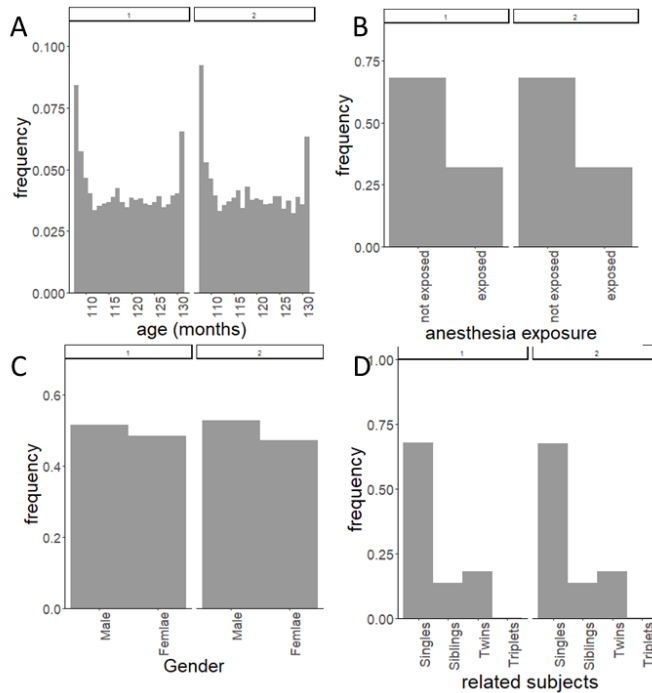 A
B
1
2
1
2
frequency
0.100
0.075
0.050
0.025
0.000
110
115
120
125
130
110
115
120
125
130
age (months)
frequency
0.75
0.50
0.25
0.00
not exposed
exposed
not exposed
exposed
anesthesia exposure
C
D
1
2
1
2
frequency
0.6
0.4
0.2
0.0
Male
Femlae
Male
Femlae
Gender
frequency
1.00
0.75
0.50
0.25
0.00
Singles
Siblings
Twins
Triplets
Singles
Siblings
Twins
Triplets
related subjects